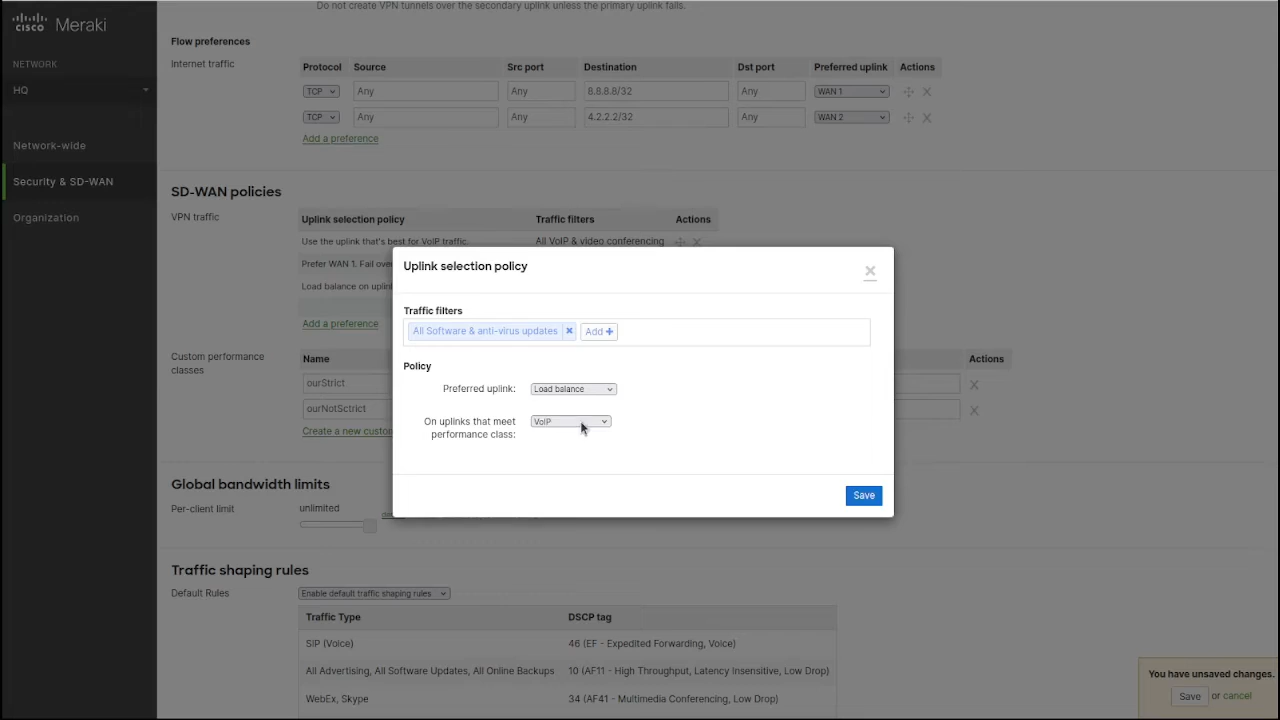 Do not create VPN tunnels over the secondary uplink unless the primary uplink fails.
cisco Meraki
NETWORK
HQ
Network-wide
Security & SD-WAN
Organization
Flow preferences
Internet traffic
Protocol Source Src port Destination Dst port Preferred uplink Actions
TCP Any Any 8.8.8.8/32 Any WAN 1
TCP Any Any 4.2.2.2/32 Any WAN 2
Add a preference
SD-WAN policies
VPN traffic
Uplink selection policy Traffic filters Actions
Use the uplink that's best for VoIP traffic. All VoIP & video conferencing
Prefer WAN 1. Fail over
Load balance on uplin
Add a preference
Uplink selection policy
Traffic filters
All Software & anti-virus updates × Add +
Policy
Preferred uplink: Load balance
On uplinks that meet performance class: VoIP
Save
Custom performance classes
Name Actions
ourStrict
ourNotSctrict
Create a new custo
Global bandwidth limits
Per-client limit unlimited
Traffic shaping rules
Default Rules Enable default traffic shaping rules
Traffic Type DSCP tag
SIP (Voice) 46 (EF - Expedited Forwarding, Voice)
All Advertising, All Software Updates, All Online Backups 10 (AF11 - High Throughput, Latency Insensitive, Low Drop)
WebEx, Skype 34 (AF41 - Multimedia Conferencing, Low Drop)
You have unsaved changes.
Save or cancel